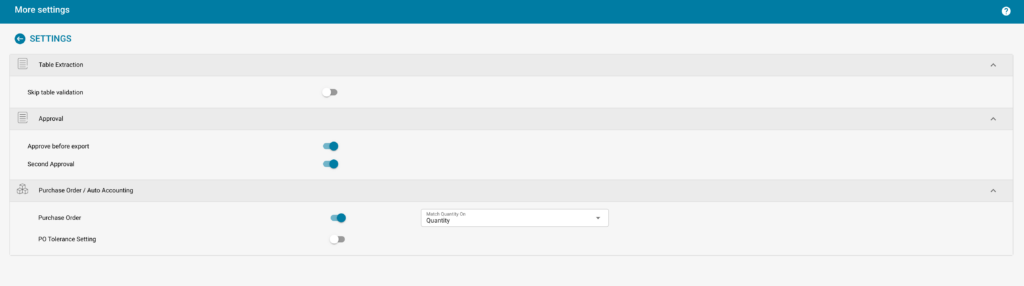 More settings
SETTINGS
Table Extraction
Skip table validation
Approval
Approve before export
Second Approval
Purchase Order / Auto Accounting
Purchase Order
Match Quantity On
Quantity
PO Tolerance Setting